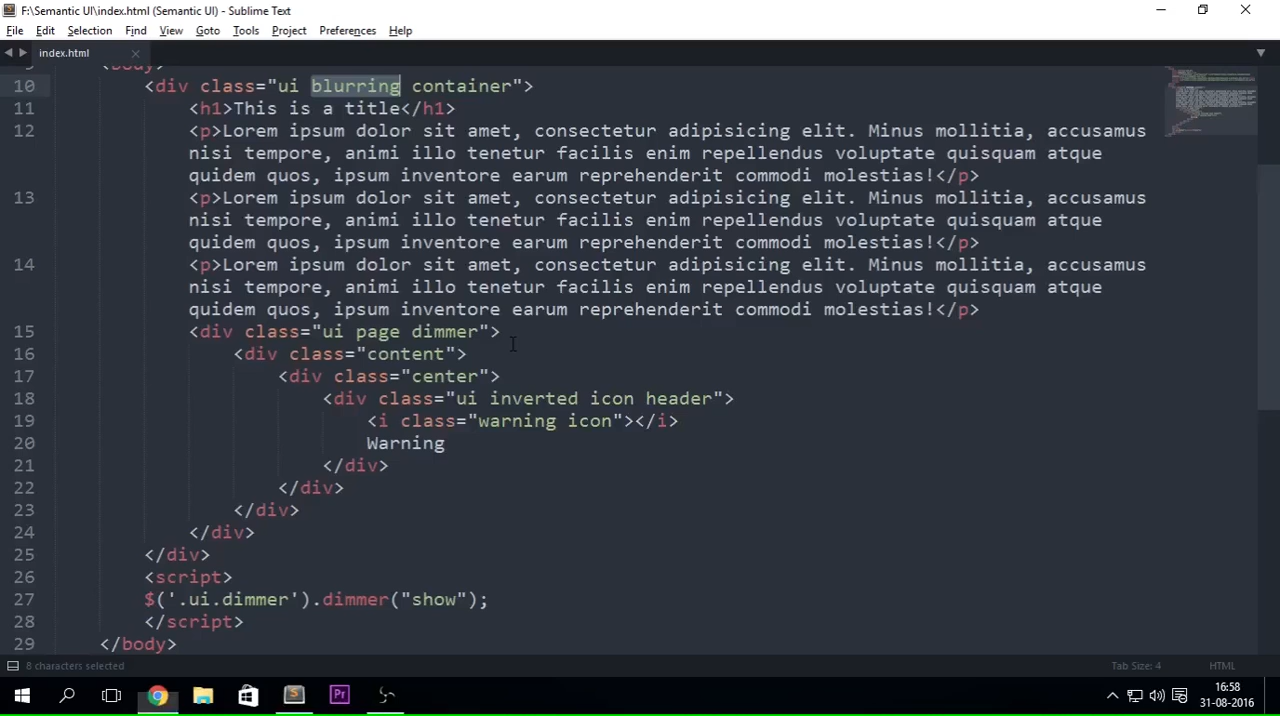 F:\Semantic UI\index.html (Semantic UI) - Sublime Text
File Edit Selection Find View Goto Tools Project Preferences Help
index.html
9 <body>
10 <div class="ui blurring container">
11 <h1>This is a title</h1>
12 <p>Lorem ipsum dolor sit amet, consectetur adipisicing elit. Minus mollitia, accusamus
nisi tempore, animi illo tenetur facilis enim repellendus voluptate quisquam atque
quidem quos, ipsum inventore earum reprehenderit commodi molestias!</p>
13 <p>Lorem ipsum dolor sit amet, consectetur adipisicing elit. Minus mollitia, accusamus
nisi tempore, animi illo tenetur facilis enim repellendus voluptate quisquam atque
quidem quos, ipsum inventore earum reprehenderit commodi molestias!</p>
14 <p>Lorem ipsum dolor sit amet, consectetur adipisicing elit. Minus mollitia, accusamus
nisi tempore, animi illo tenetur facilis enim repellendus voluptate quisquam atque
quidem quos, ipsum inventore earum reprehenderit commodi molestias!</p>
15 <div class="ui page dimmer">
16 <div class="content">
17 <div class="center">
18 <div class="ui inverted icon header">
19 <i class="warning icon"></i>
20 Warning
21 </div>
22 </div>
23 </div>
24 </div>
25 </div>
26 <script>
27 $('.ui.dimmer').dimmer("show");
28 </script>
29 </body>
8 characters selected Tab Size: 4 HTML
Pr
16:58
31-08-2016